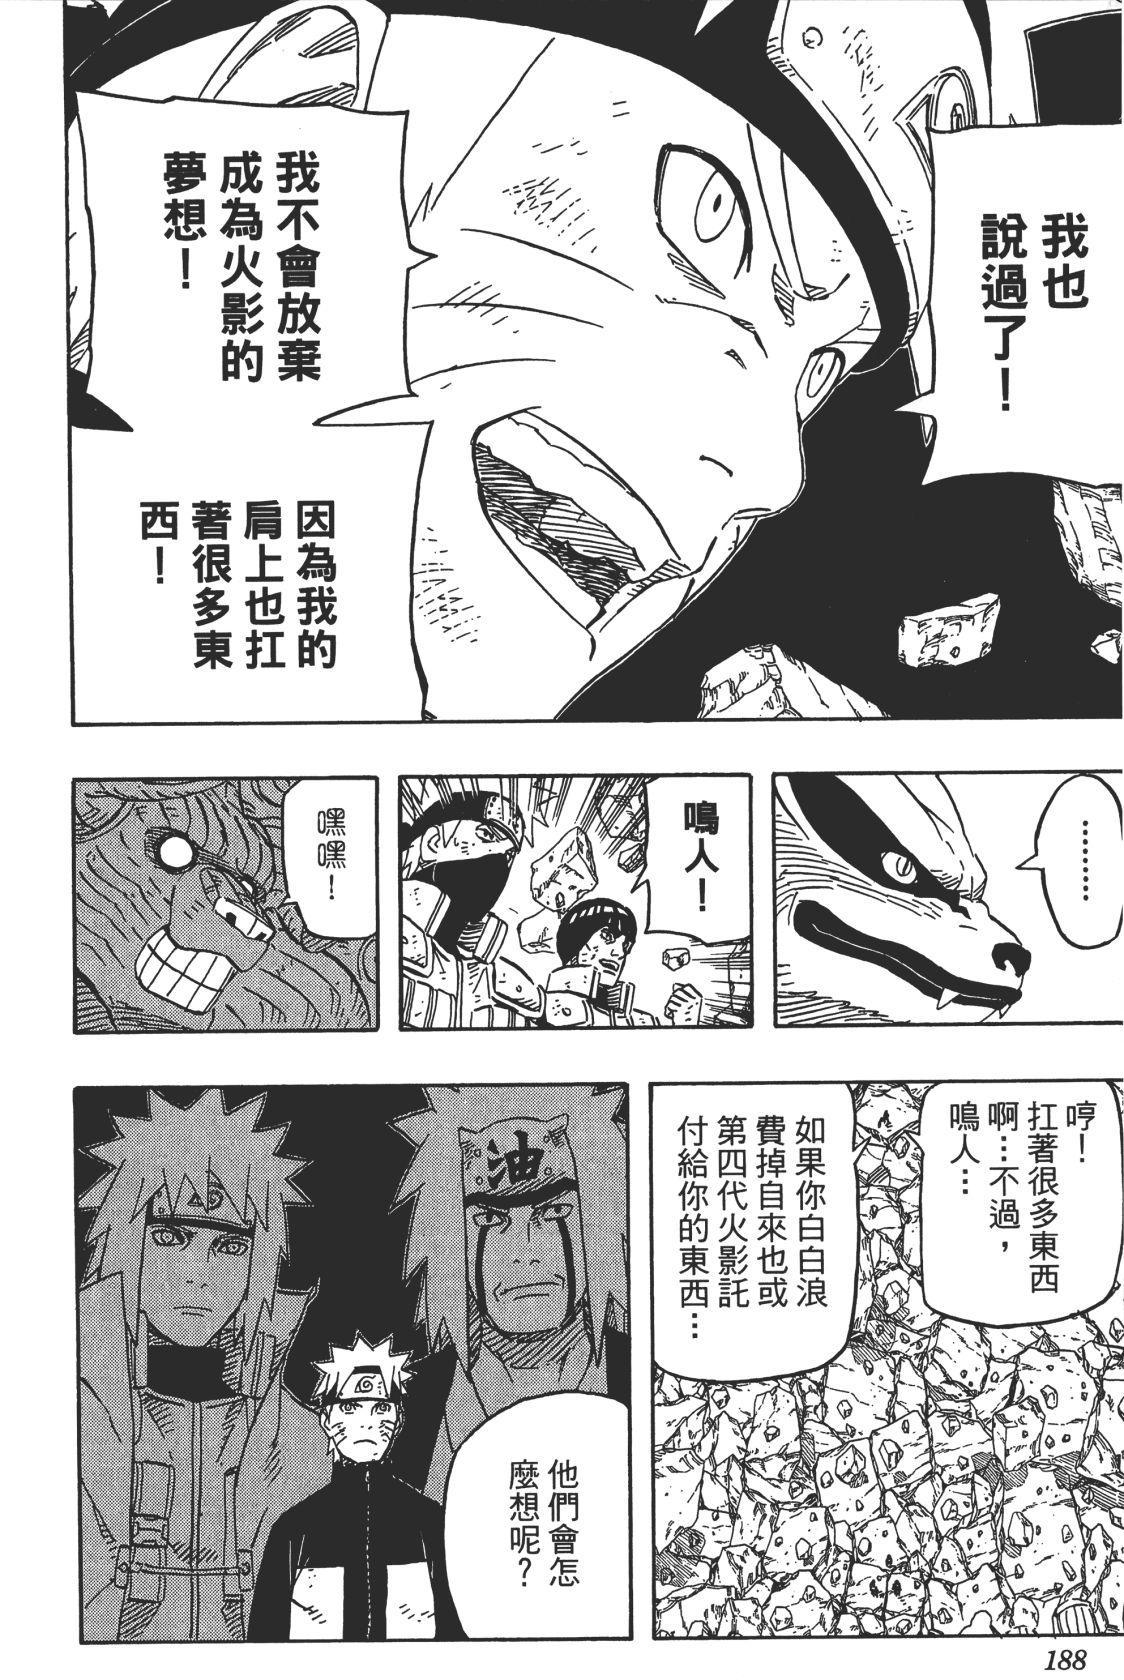 我也
說過了！
我不會放棄
成為火影的
夢想！
因為我的
肩上也扛
著很多東
西！
………
鳴人！
嘿
嘿！
哼！
扛著很多東西
啊…不過，
鳴人…
如果你白白浪
費掉自來也或
第四代火影託
付給你的東西…
油
他們會怎
麼想呢？
188